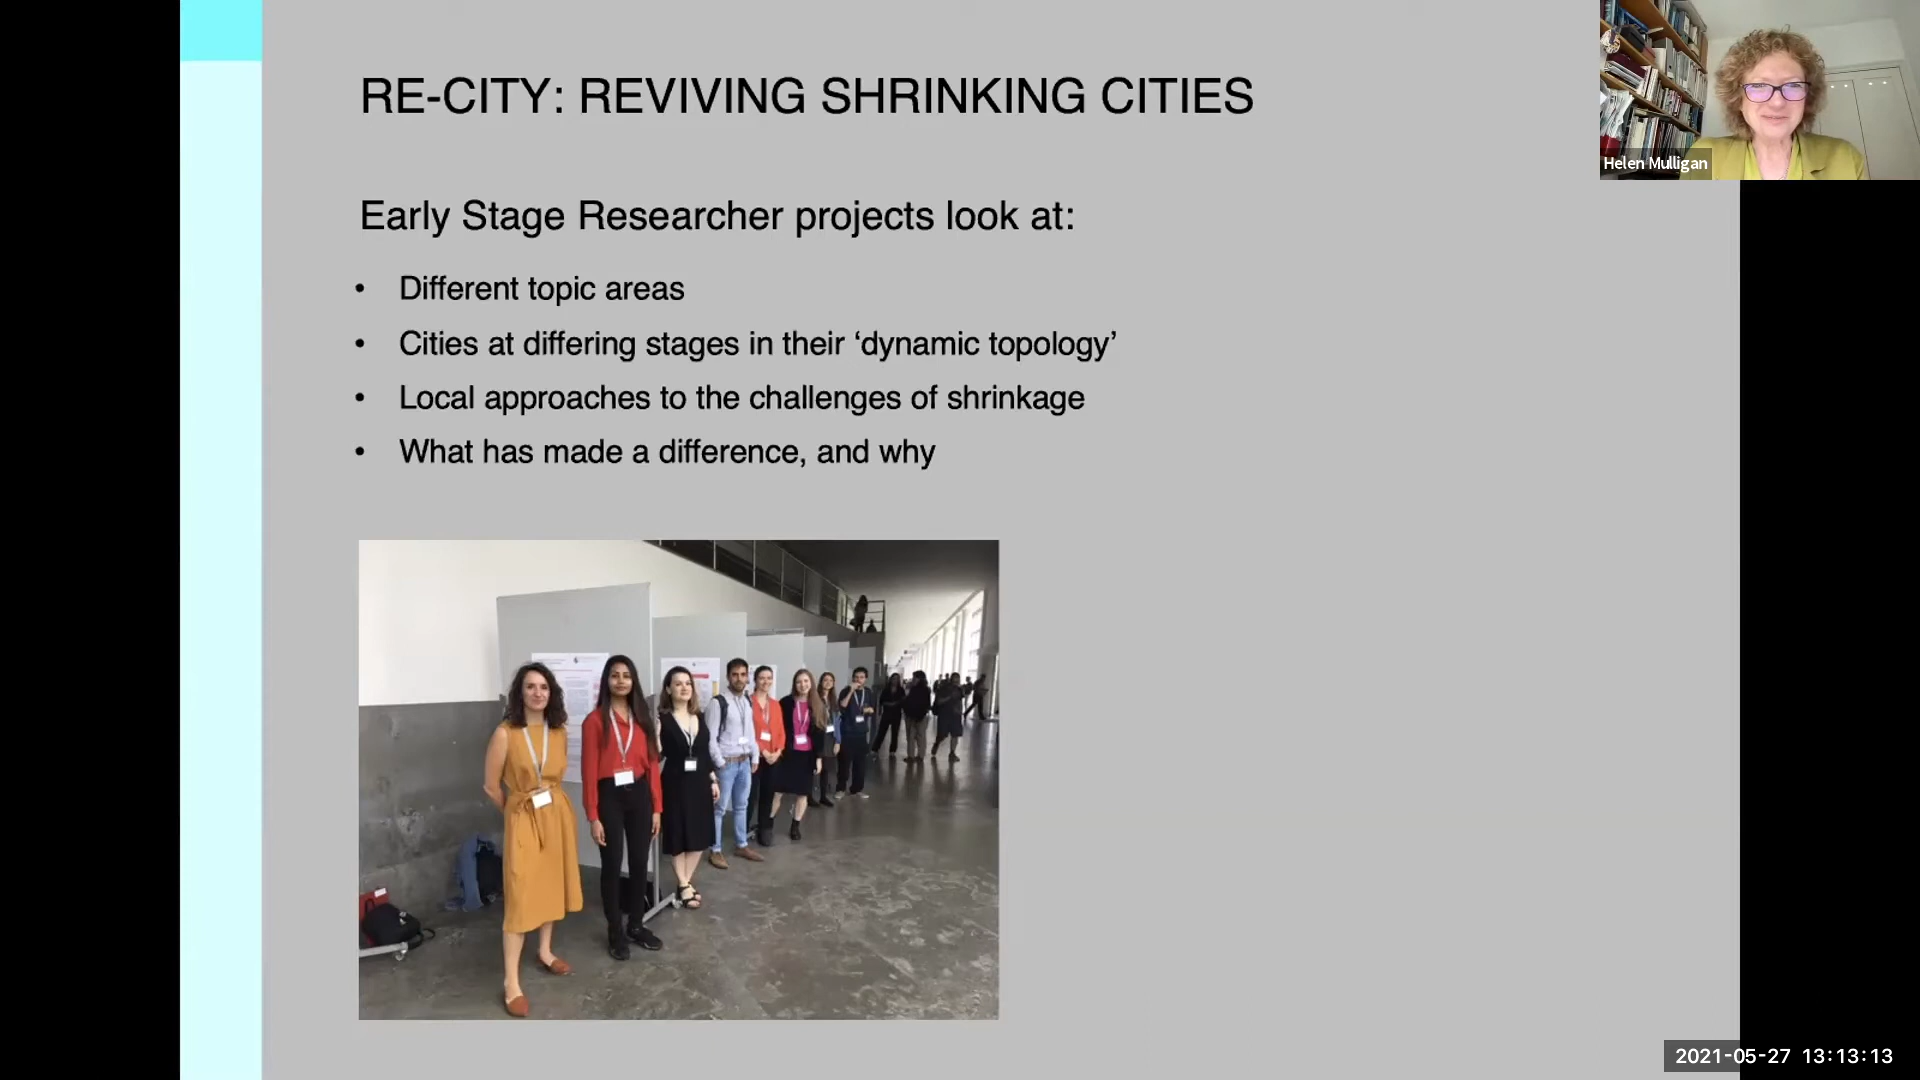 RE-CITY: REVIVING SHRINKING CITIES
Early Stage Researcher projects look at:
• Different topic areas
• Cities at differing stages in their ‘dynamic topology’
• Local approaches to the challenges of shrinkage
• What has made a difference, and why
Helen Mulligan
2021-05-27 13:13:13